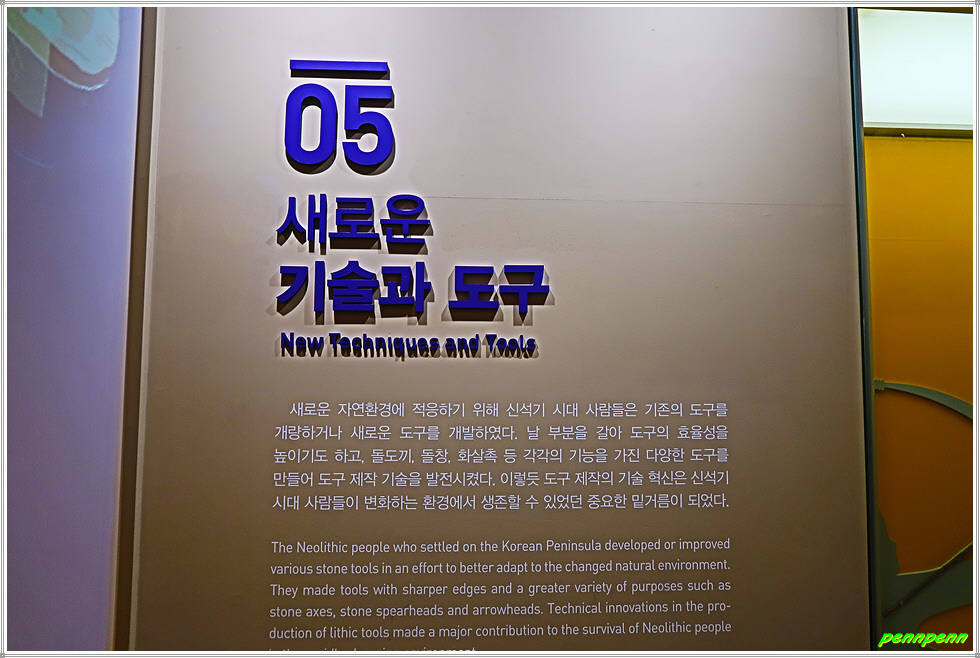 05
새로운
기술과 도구
New Techniques and Tools
새로운 자연환경에 적응하기 위해 신석기 시대 사람들은 기존의 도구를
개량하거나 새로운 도구를 개발하였다. 날 부분을 갈아 도구의 효율성을
높이기도 하고, 돌도끼, 돌창, 화살촉 등 각각의 기능을 가진 다양한 도구를
만들어 도구 제작 기술을 발전시켰다. 이렇듯 도구 제작의 기술 혁신은 신석기
시대 사람들이 변화하는 환경에서 생존할 수 있었던 중요한 밑거름이 되었다.
The Neolithic people who settled on the Korean Peninsula developed or improved
various stone tools in an effort to better adapt to the changed natural environment.
They made tools with sharper edges and a greater variety of purposes such as
stone axes, stone spearheads and arrowheads. Technical innovations in the pro-
duction of lithic tools made a major contribution to the survival of Neolithic people
pennpenn